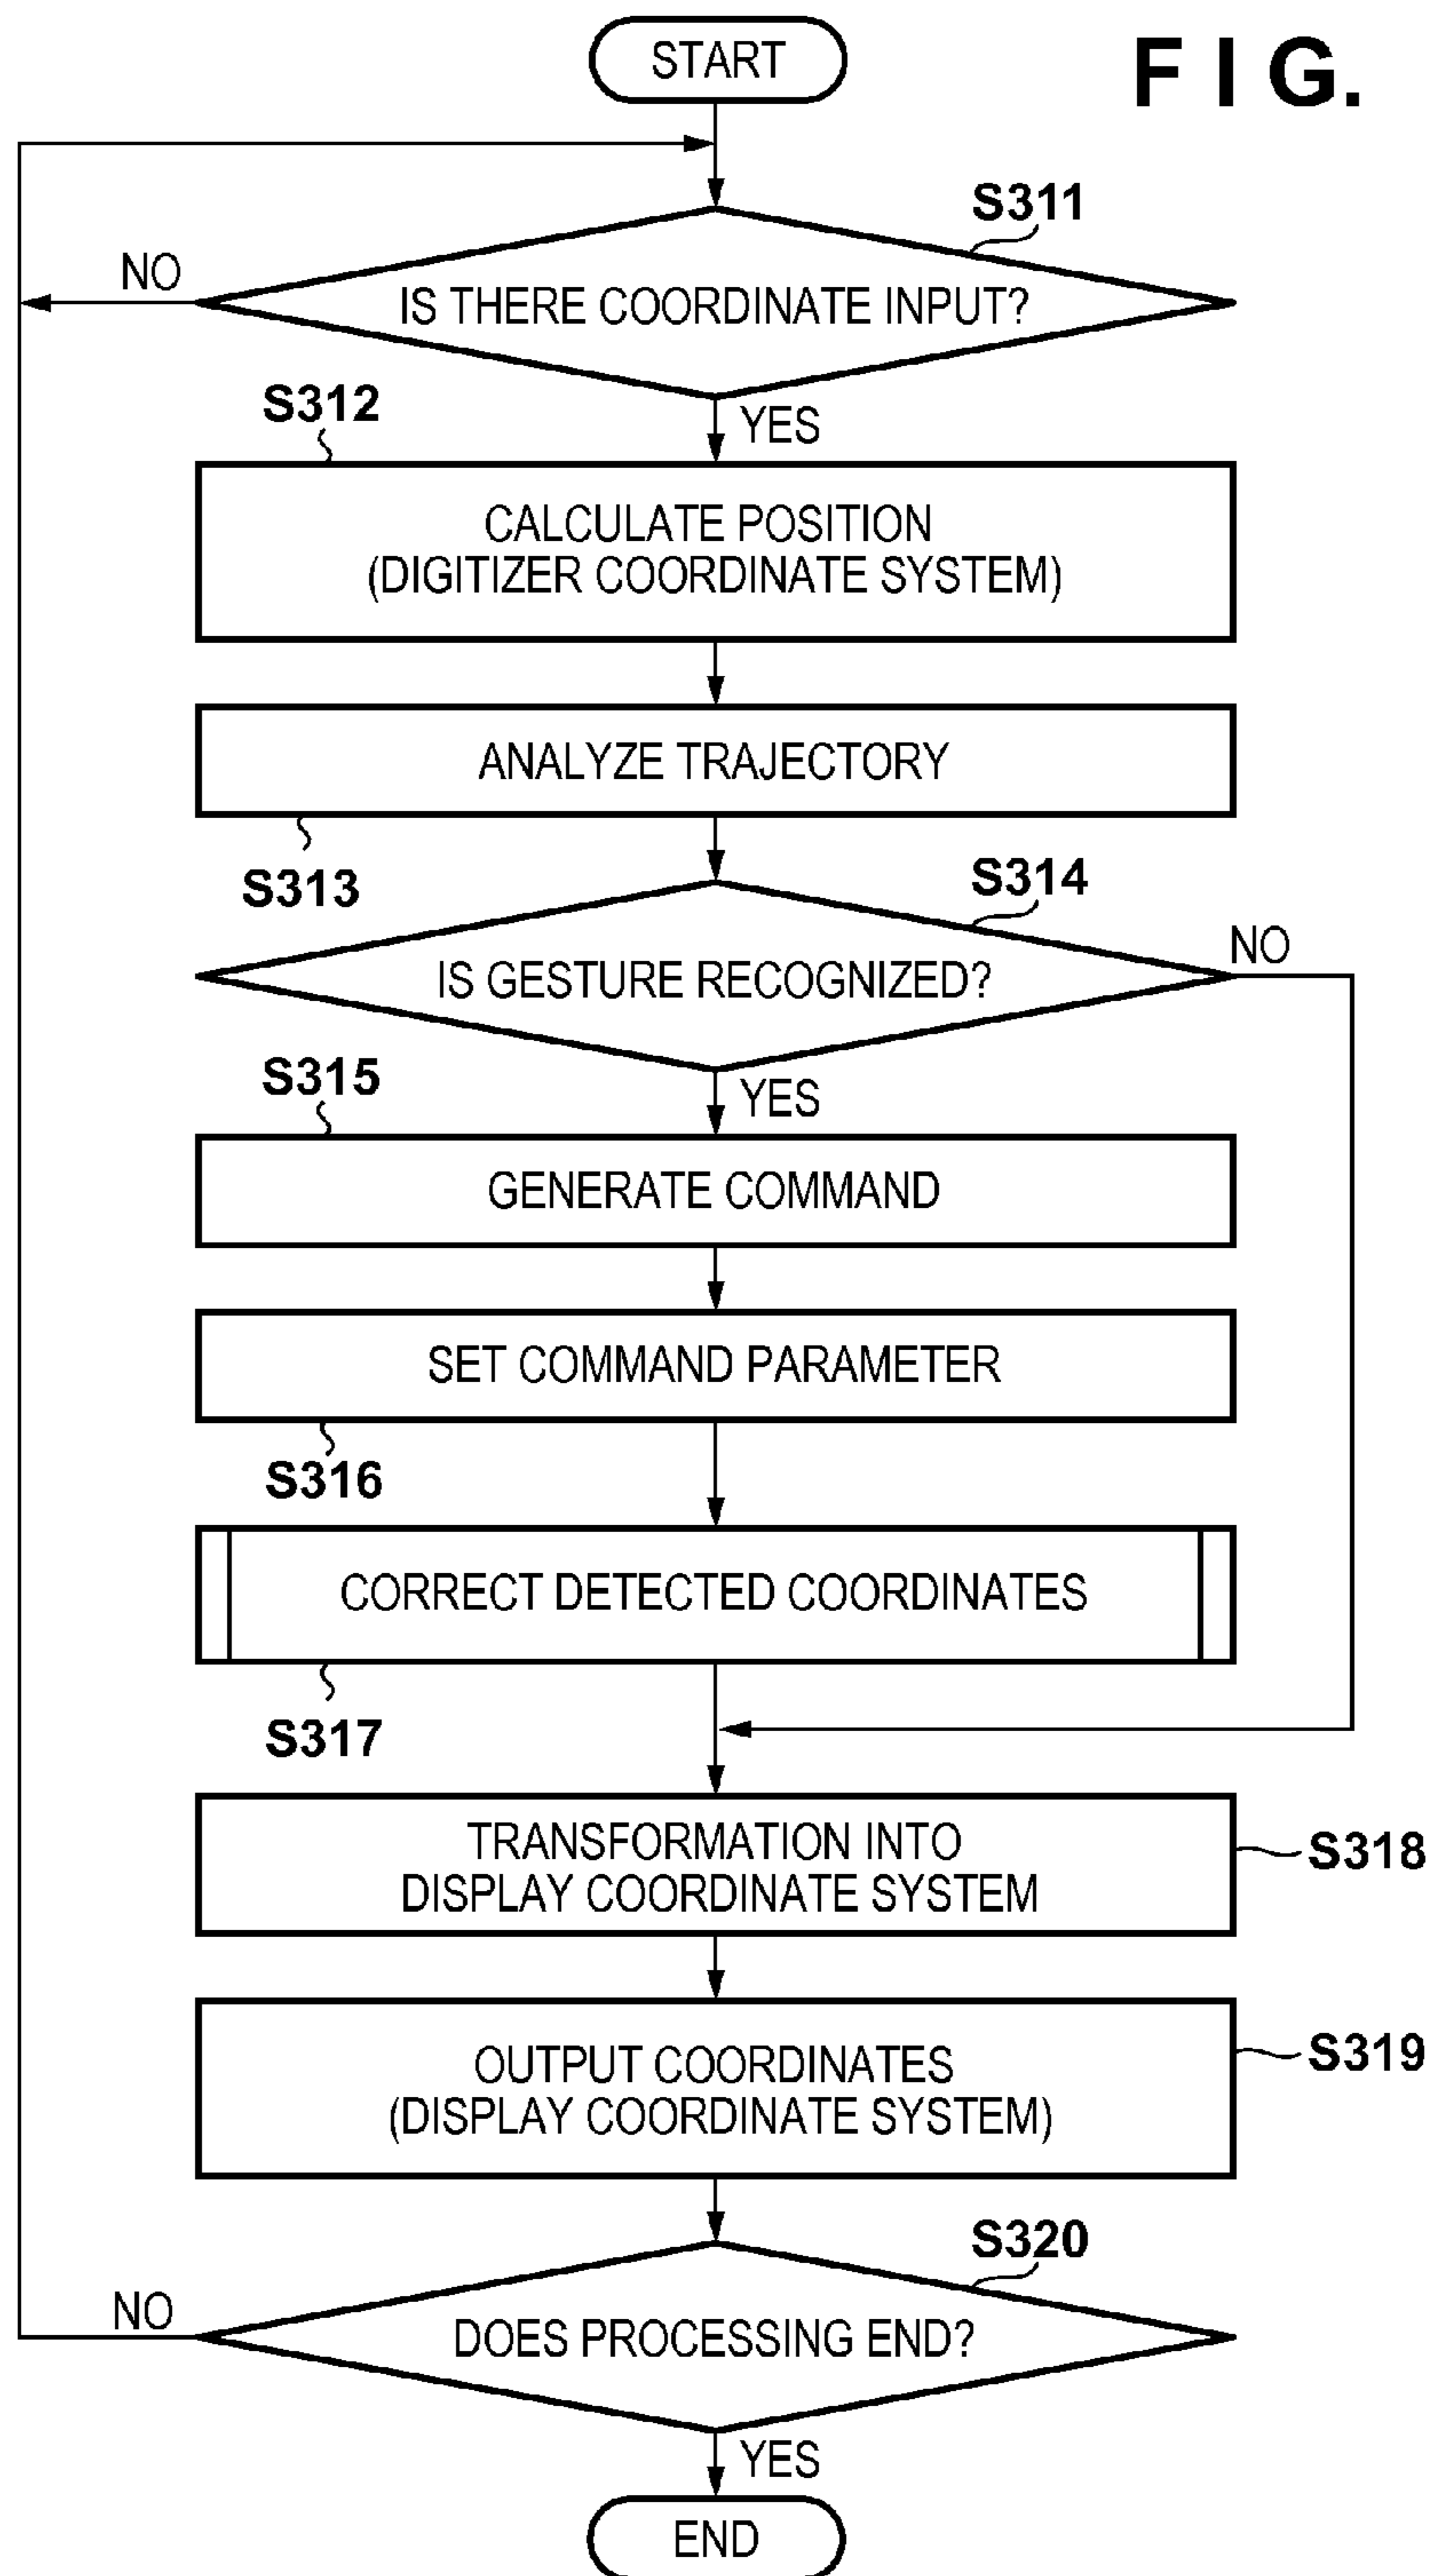 START
FIG.
S311
NO
IS THERE COORDINATE INPUT?
S312
YES
CALCULATE POSITION
(DIGITIZER COORDINATE SYSTEM)
ANALYZE TRAJECTORY
S313
S314
NO
IS GESTURE RECOGNIZED?
S315
YES
GENERATE COMMAND
SET COMMAND PARAMETER
S316
CORRECT DETECTED COORDINATES
S317
TRANSFORMATION INTO
DISPLAY COORDINATE SYSTEM
S318
OUTPUT COORDINATES
(DISPLAY COORDINATE SYSTEM)
S319
S320
NO
DOES PROCESSING END?
YES
END